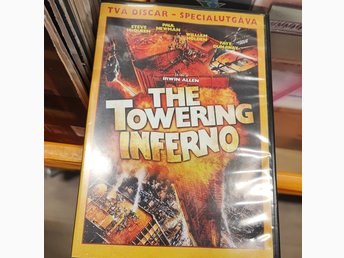 TVÅ DISCAR - SPECIALUTGÅVA
STEVE McQUEEN
PAUL NEWMAN
WILLIAM HOLDEN
FAYE DUNAWAY
IRWIN ALLEN
THE
TOWERING
INFERNO